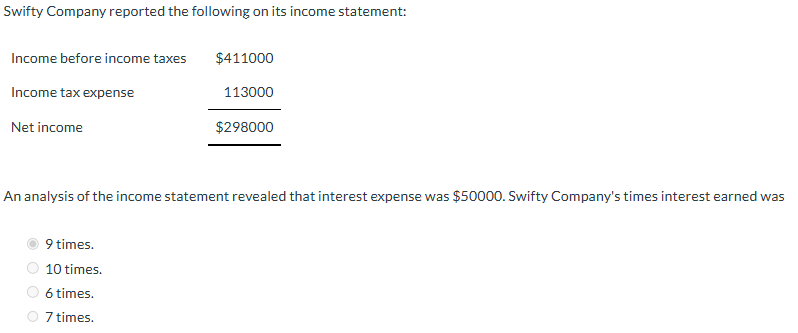 Swifty Company reported the following on its income statement:
Income before income taxes $411000
Income tax expense 113000
Net income $298000
An analysis of the income statement revealed that interest expense was $50000. Swifty Company's times interest earned was
9 times.
10 times.
6 times.
7 times.